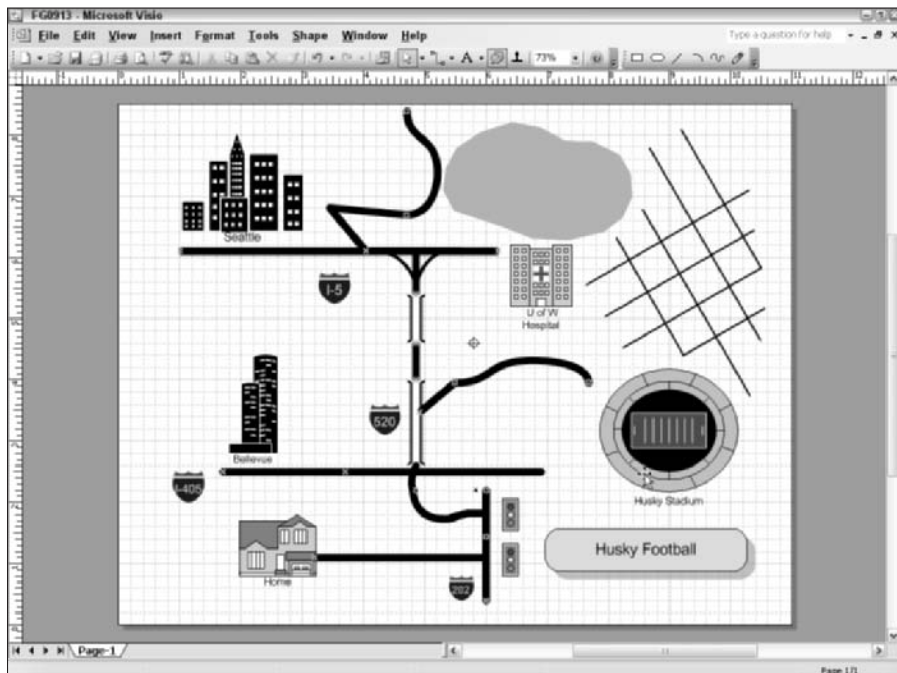 FG0913 - Microsoft Visio
File Edit View Insert Format Tools Shape Window Help
Type a question for help
73%
Seattle
I-5
U of W
Hospital
520
Bellevue
I-405
Husky Stadium
Husky Football
Home
202
Page-1
Page 1/1